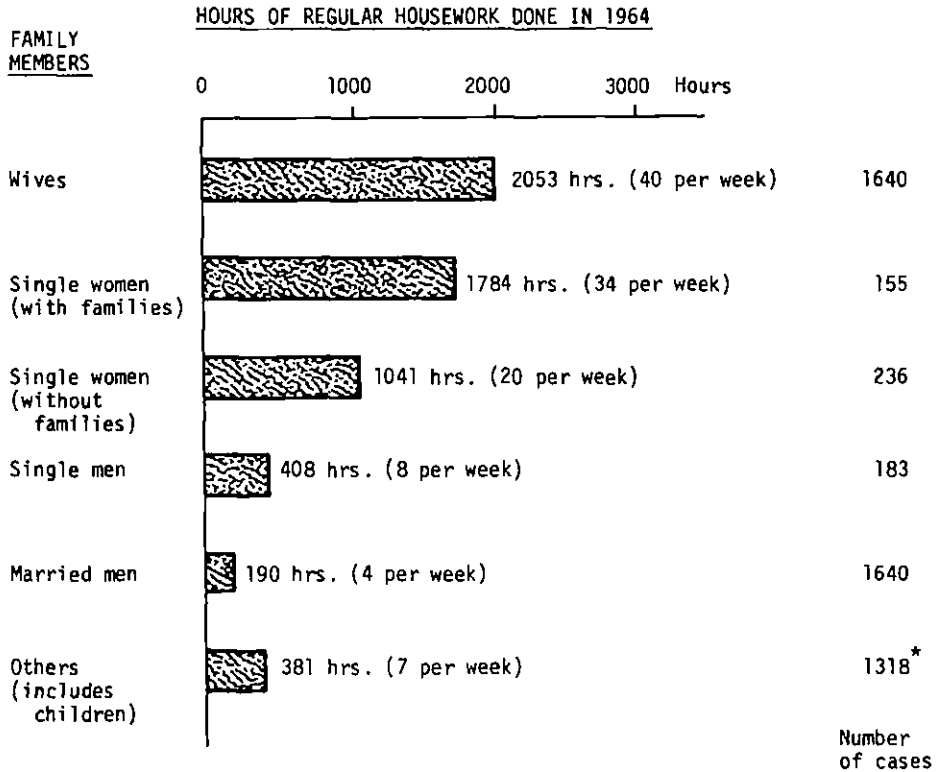 HOURS OF REGULAR HOUSEWORK DONE IN 1964
FAMILY
MEMBERS
0 1000 2000 3000 Hours
Wives 2053 hrs. (40 per week) 1640
Single women 1784 hrs. (34 per week) 155
(with families)
Single women 1041 hrs. (20 per week) 236
(without
families)
Single men 408 hrs. (8 per week) 183
Married men 190 hrs. (4 per week) 1640
Others 381 hrs. (7 per week) 1318*
(includes
children)
Number
of cases